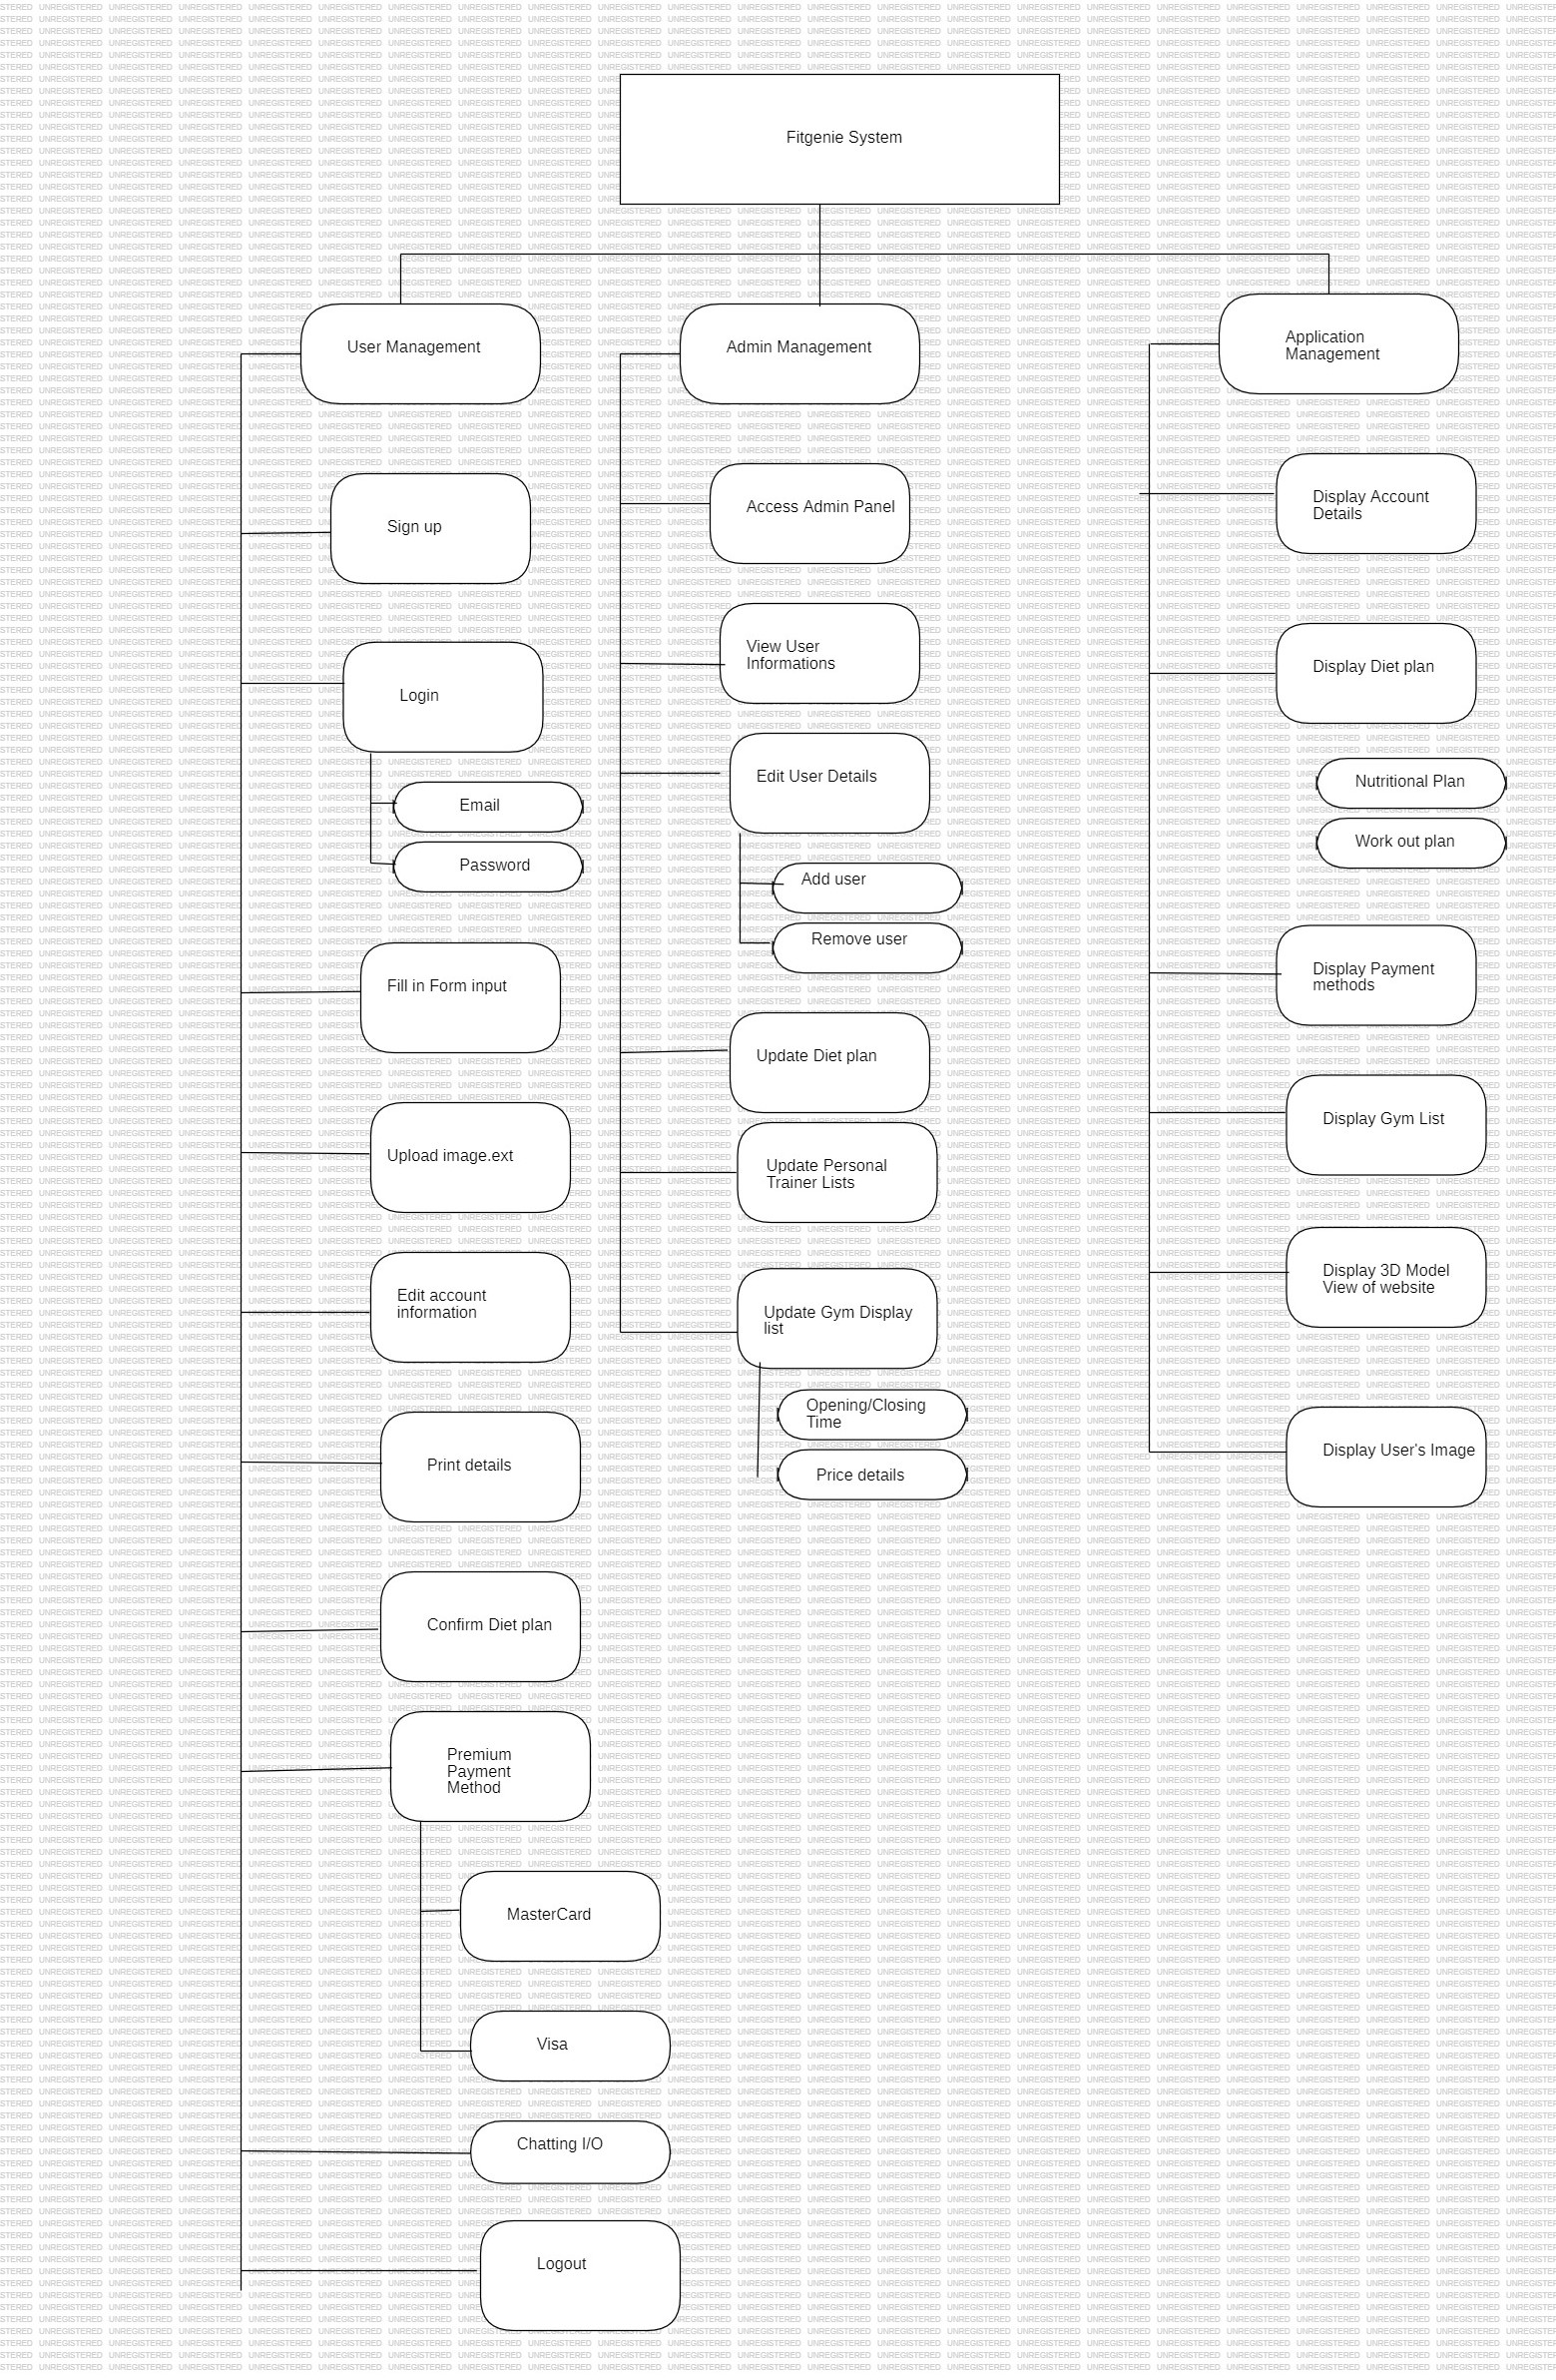 Fitgenie System
User Management
Sign up
Login
Email
Password
Fill in Form input
Upload image.ext
Edit account
information
Print details
Confirm Diet plan
Premium
Payment
Method
MasterCard
Visa
Chatting I/O
Logout
Admin Management
Access Admin Panel
View User
Informations
Edit User Details
Add user
Remove user
Update Diet plan
Update Personal
Trainer Lists
Update Gym Display
list
Opening/Closing
Time
Price details
Application
Management
Display Account
Details
Display Diet plan
Nutritional Plan
Work out plan
Display Payment
methods
Display Gym List
Display 3D Model
View of website
Display User's Image
UNREGISTERED